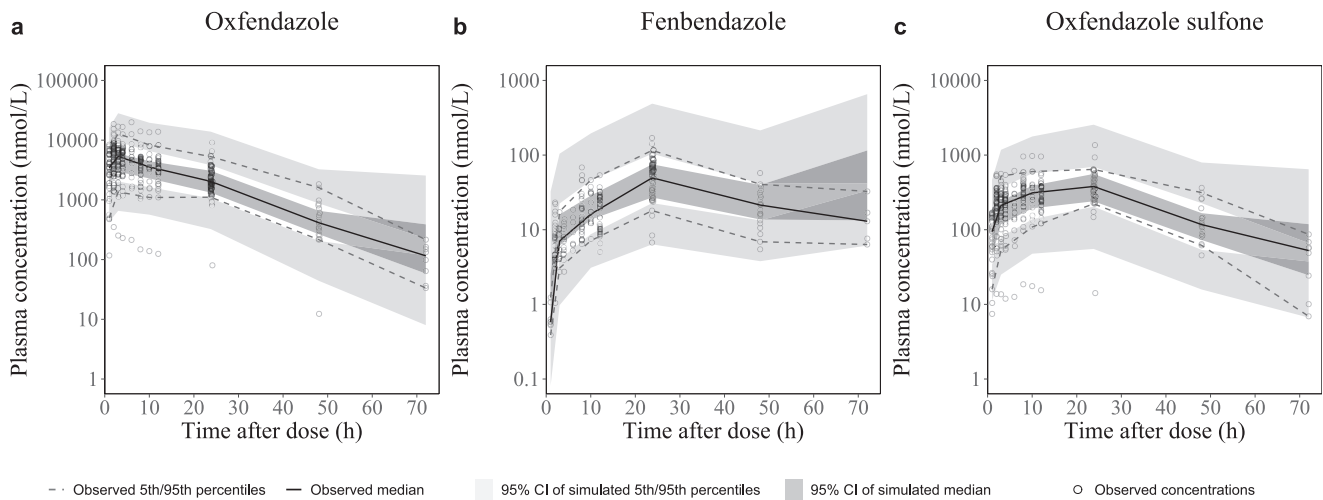 a Oxfendazole
Plasma concentration (nmol/L)
100000
10000
1000
100
10
1
0 10 20 30 40 50 60 70
Time after dose (h)
b Fenbendazole
Plasma concentration (nmol/L)
1000
100
10
1
0.1
0 10 20 30 40 50 60 70
Time after dose (h)
c Oxfendazole sulfone
Plasma concentration (nmol/L)
10000
1000
100
10
1
0 10 20 30 40 50 60 70
Time after dose (h)
Observed 5th/95th percentiles Observed median 95% CI of simulated 5th/95th percentiles 95% CI of simulated median Observed concentrations